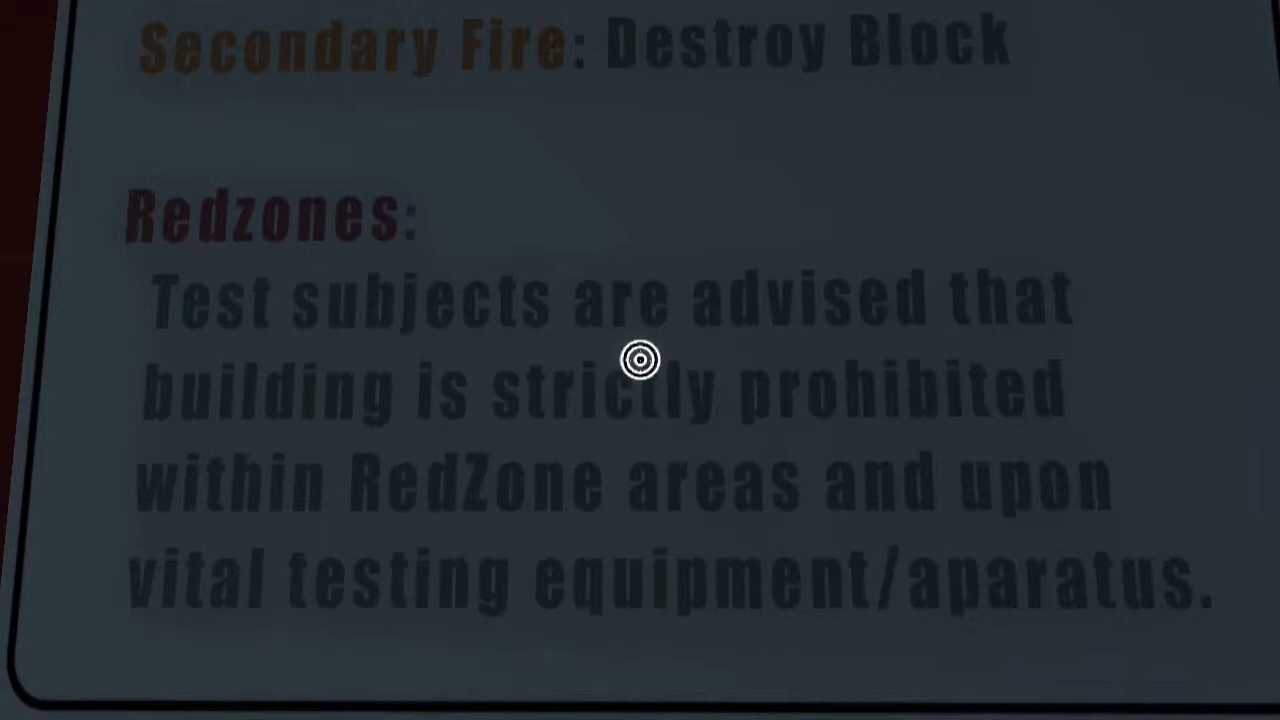 Secondary Fire: Destroy Block
Redzones:
Test subjects are advised that
building is strictly prohibited
within RedZone areas and upon
vital testing equipment/aparatus.